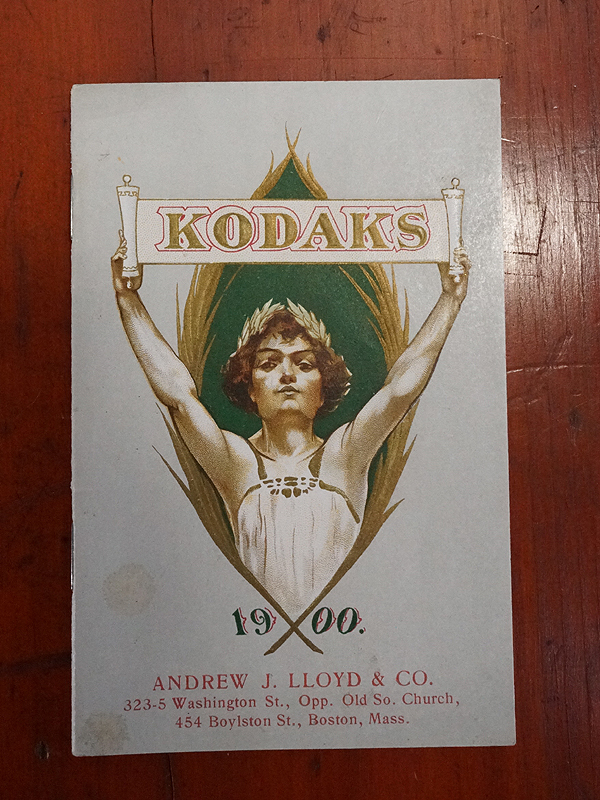 KODAKS
1900.
ANDREW J. LLOYD & CO.
323-5 Washington St., Opp. Old So. Church,
454 Boylston St., Boston, Mass.